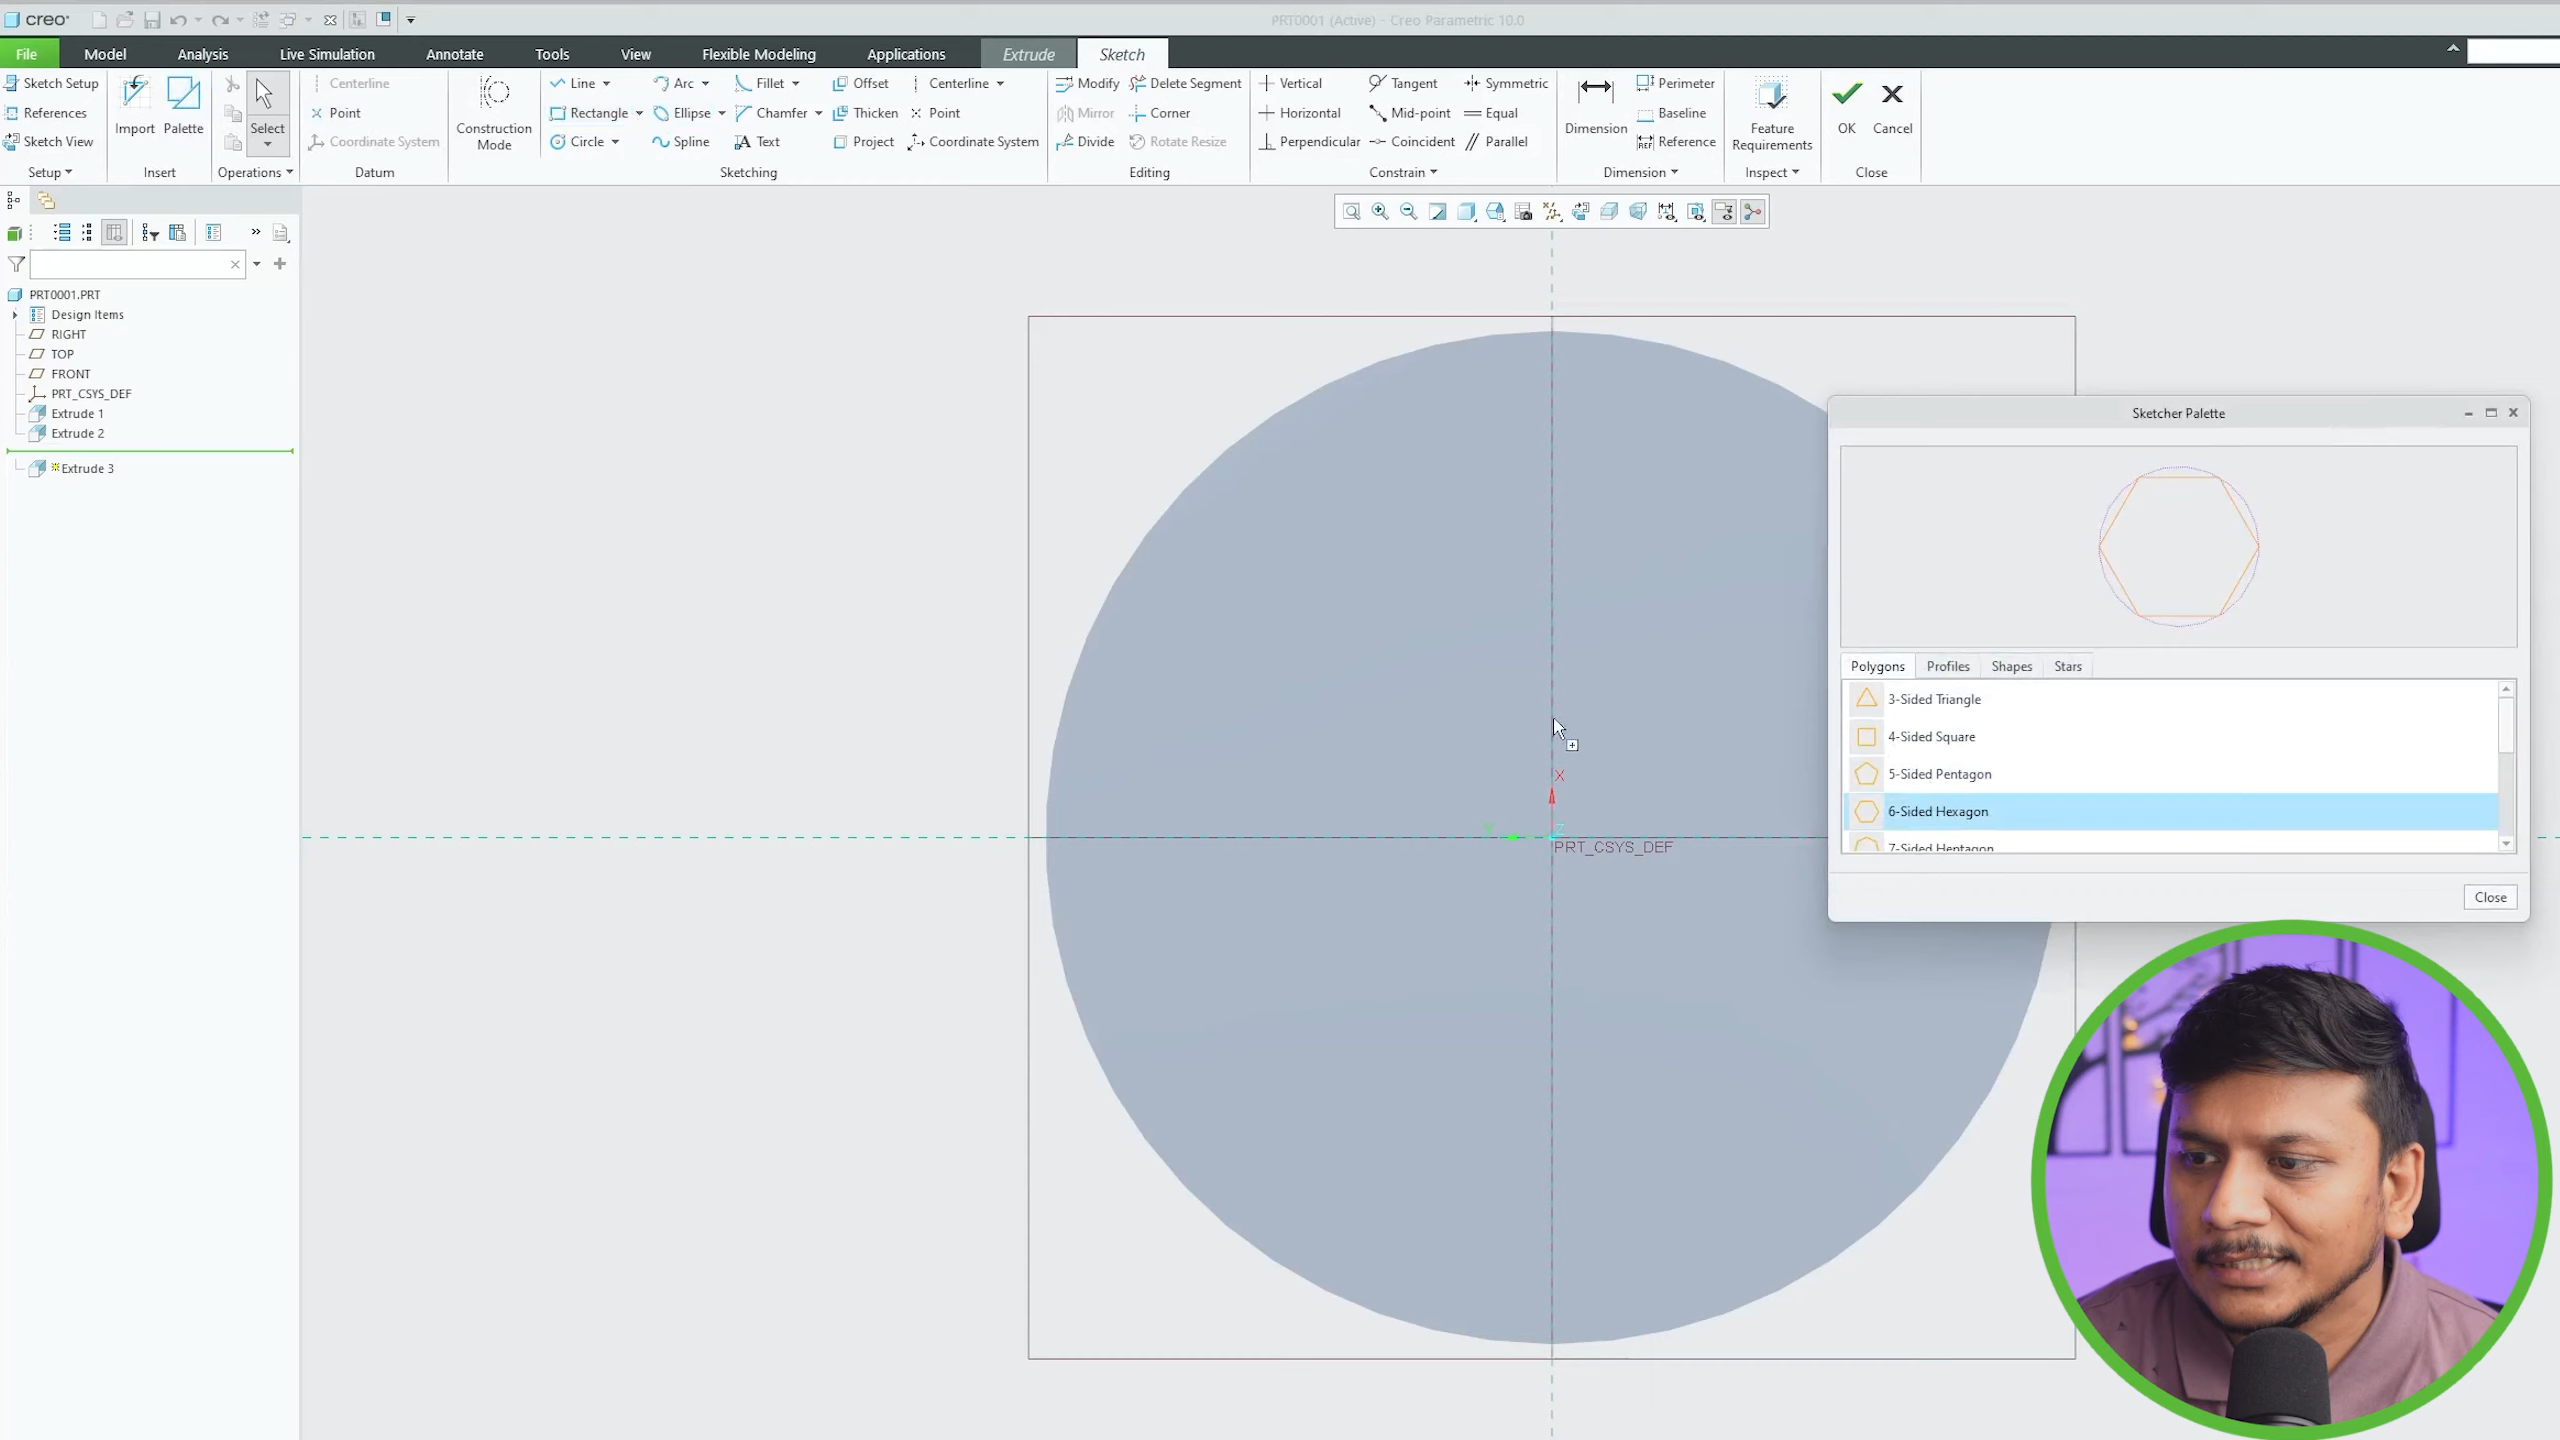 creo
PRT0001 (Active) - Creo Parametric 10.0
File Model Analysis Live Simulation Annotate Tools View Flexible Modeling Applications Extrude Sketch
Sketch Setup Centerline Line Arc Fillet Offset Centerline Modify Delete Segment Vertical Tangent Symmetric Perimeter
References Point Rectangle Ellipse Chamfer Thicken Point Mirror Corner Horizontal Mid-point Equal Baseline
Import Palette Select Construction Mode Dimension Feature Requirements OK Cancel
Sketch View Coordinate System Circle Spline Text Project Coordinate System Divide Rotate Resize Perpendicular Coincident Parallel Reference
Setup Insert Operations Datum Sketching Editing Constrain Dimension Inspect Close
PRT0001.PRT
Design Items
RIGHT
TOP
FRONT
PRT_CSYS_DEF
Extrude 1
Extrude 2
Extrude 3
X
Y
Z
PRT_CSYS_DEF
Sketcher Palette
Polygons Profiles Shapes Stars
3-Sided Triangle
4-Sided Square
5-Sided Pentagon
6-Sided Hexagon
7-Sided Heptagon
Close